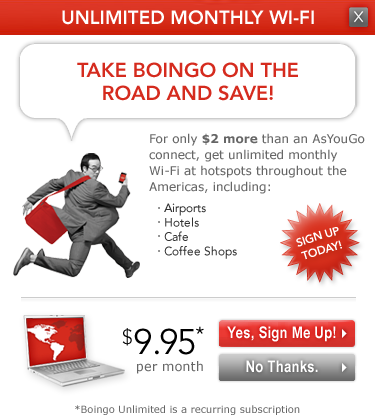 UNLIMITED MONTHLY WI-FI
X
TAKE BOINGO ON THE
ROAD AND SAVE!
For only $2 more than an AsYouGo
connect, get unlimited monthly
Wi-Fi at hotspots throughout the
Americas, including:
· Airports
· Hotels
· Cafe
· Coffee Shops
SIGN UP
TODAY!
$9.95*
per month
Yes, Sign Me Up!
No Thanks.
*Boingo Unlimited is a recurring subscription